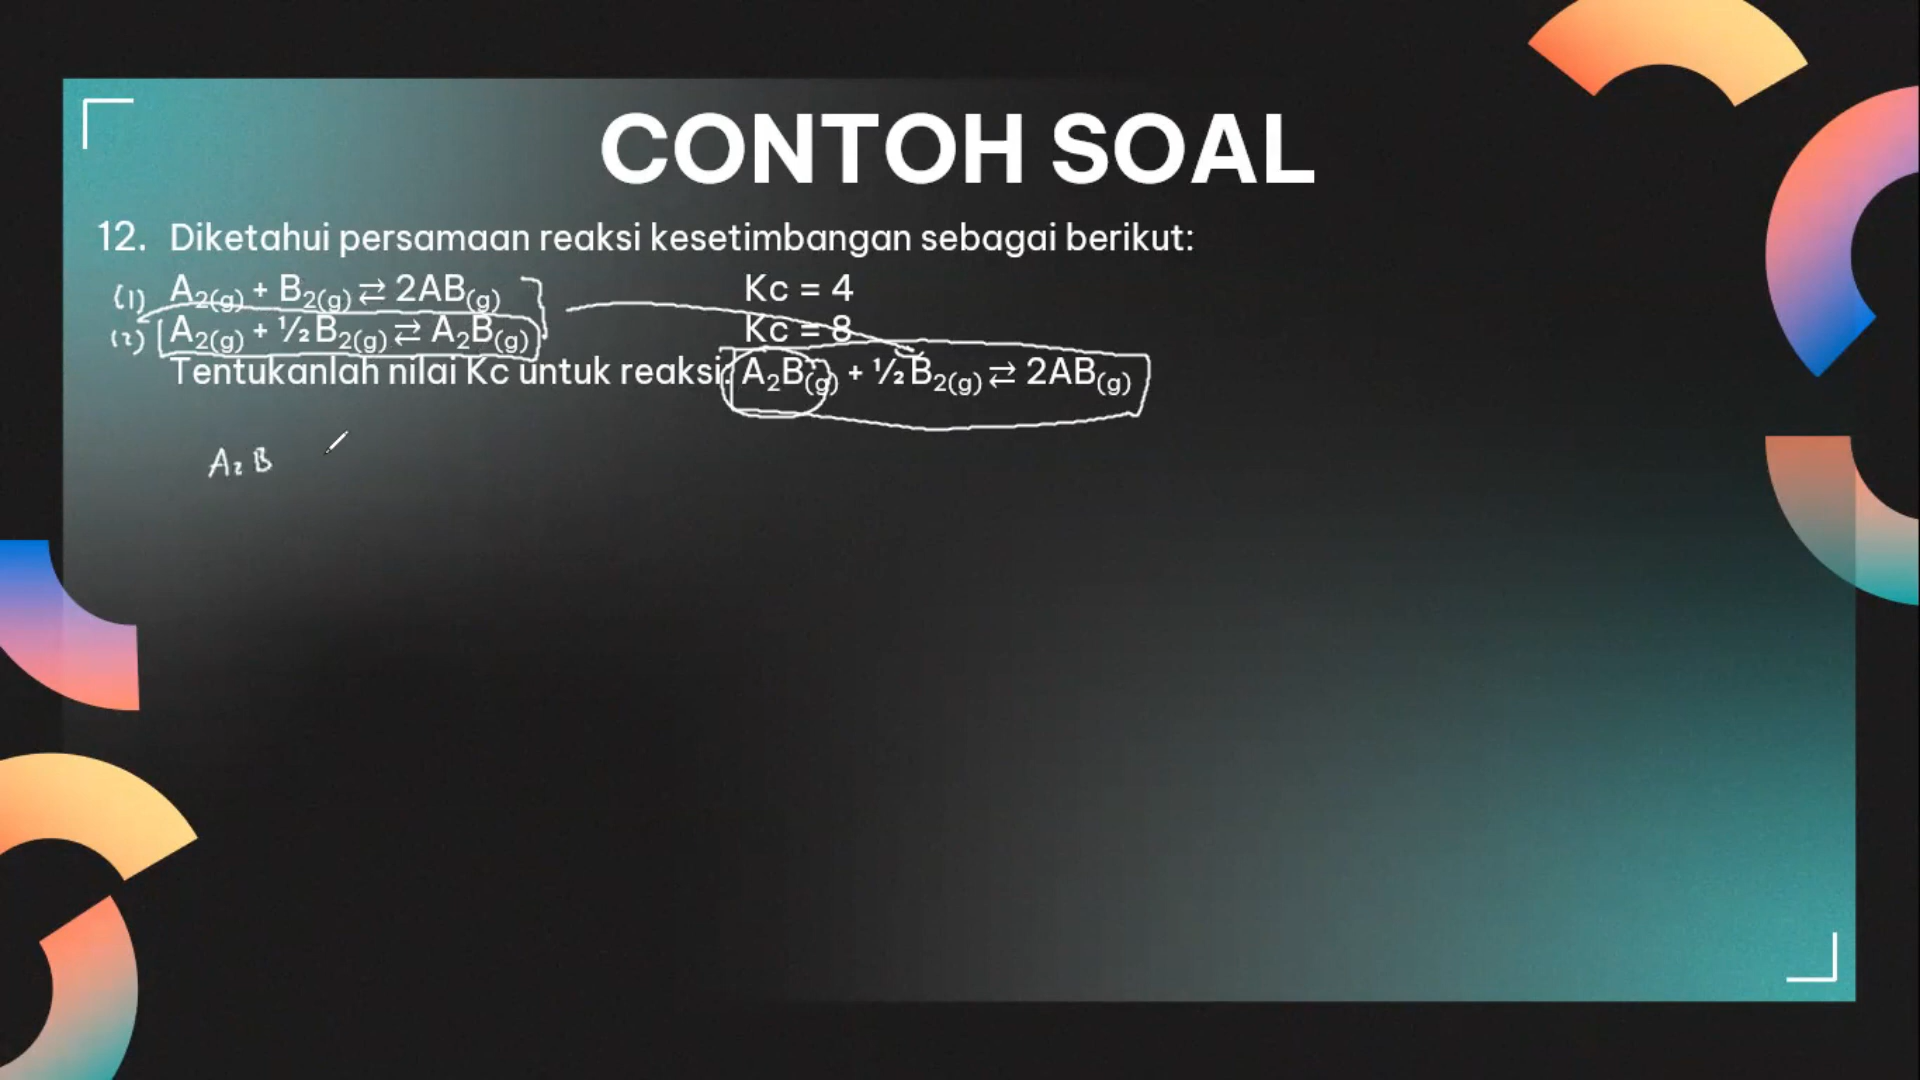 CONTOH SOAL
12. Diketahui persamaan reaksi kesetimbangan sebagai berikut:
(1) A₂(g) + B₂(g) ⇄ 2AB(g) Kc = 4
(2) A₂(g) + ½B₂(g) ⇄ A₂B(g) Kc = 8
Tentukanlah nilai Kc untuk reaksi: A₂B(g) + ½B₂(g) ⇄ 2AB(g)
A₂ B